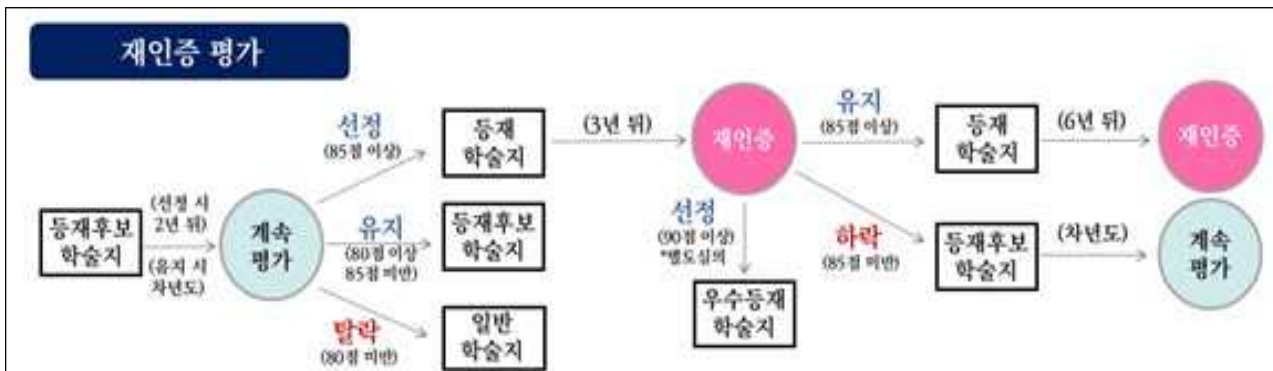 재인증 평가
등재후보
학술지
(선정 시
2년 뒤)
(유지 시
차년도)
계속
평가
선정
(85점 이상)
유지
(80점 이상
85점 미만)
탈락
(80점 미만)
등재
학술지
등재후보
학술지
일반
학술지
(3년 뒤)
재인증
선정
(90점 이상)
*별도심의
우수등재
학술지
유지
(85점 이상)
하락
(85점 미만)
등재
학술지
등재후보
학술지
(6년 뒤)
(차년도)
재인증
계속
평가